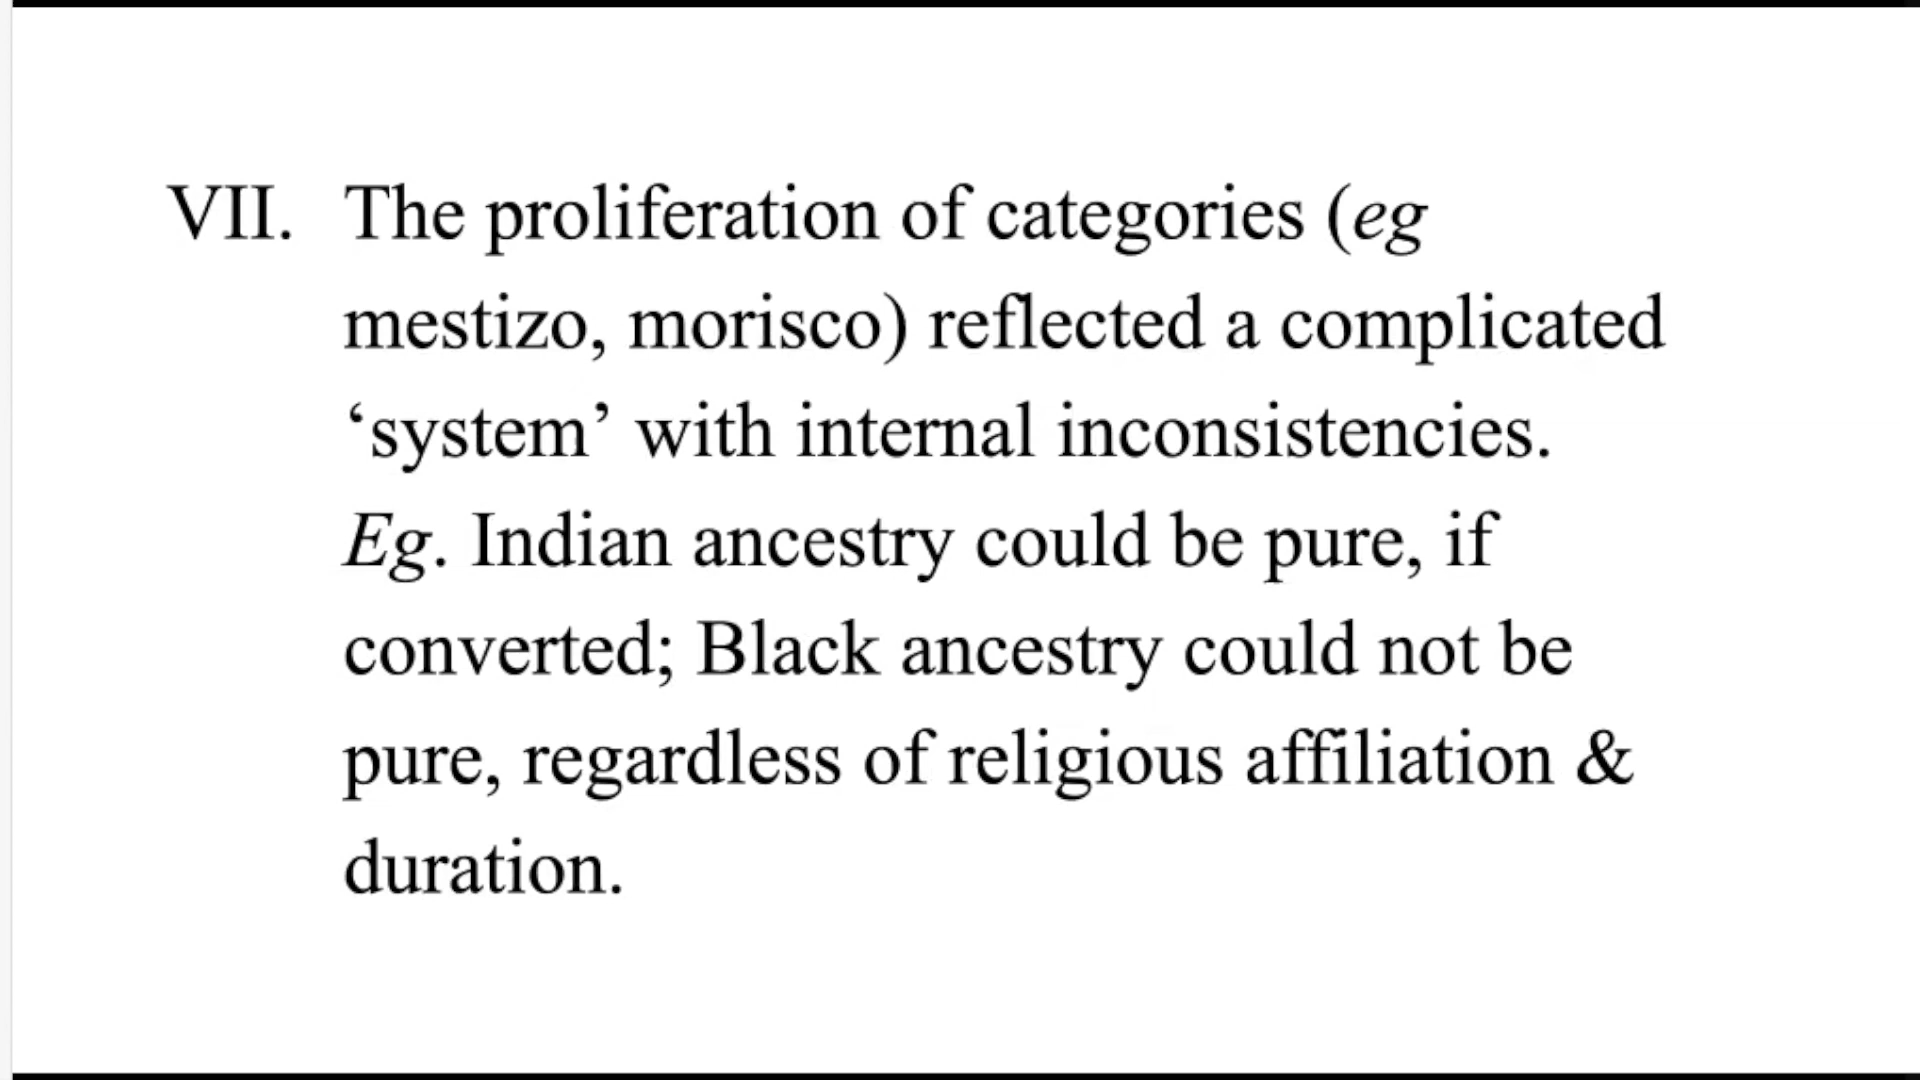 VII. The proliferation of categories (eg
mestizo, morisco) reflected a complicated
‘system’ with internal inconsistencies.
Eg. Indian ancestry could be pure, if
converted; Black ancestry could not be
pure, regardless of religious affiliation &
duration.